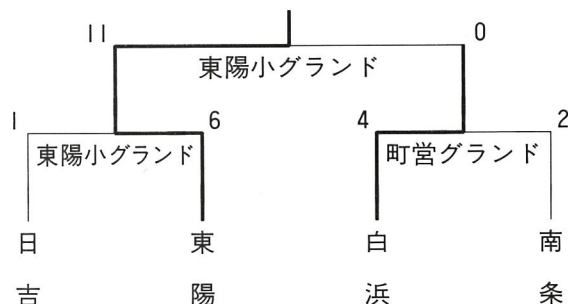 11 0
東陽小グランド
1 6 4 2
東陽小グランド 町営グランド
日吉 東陽 白浜 南条